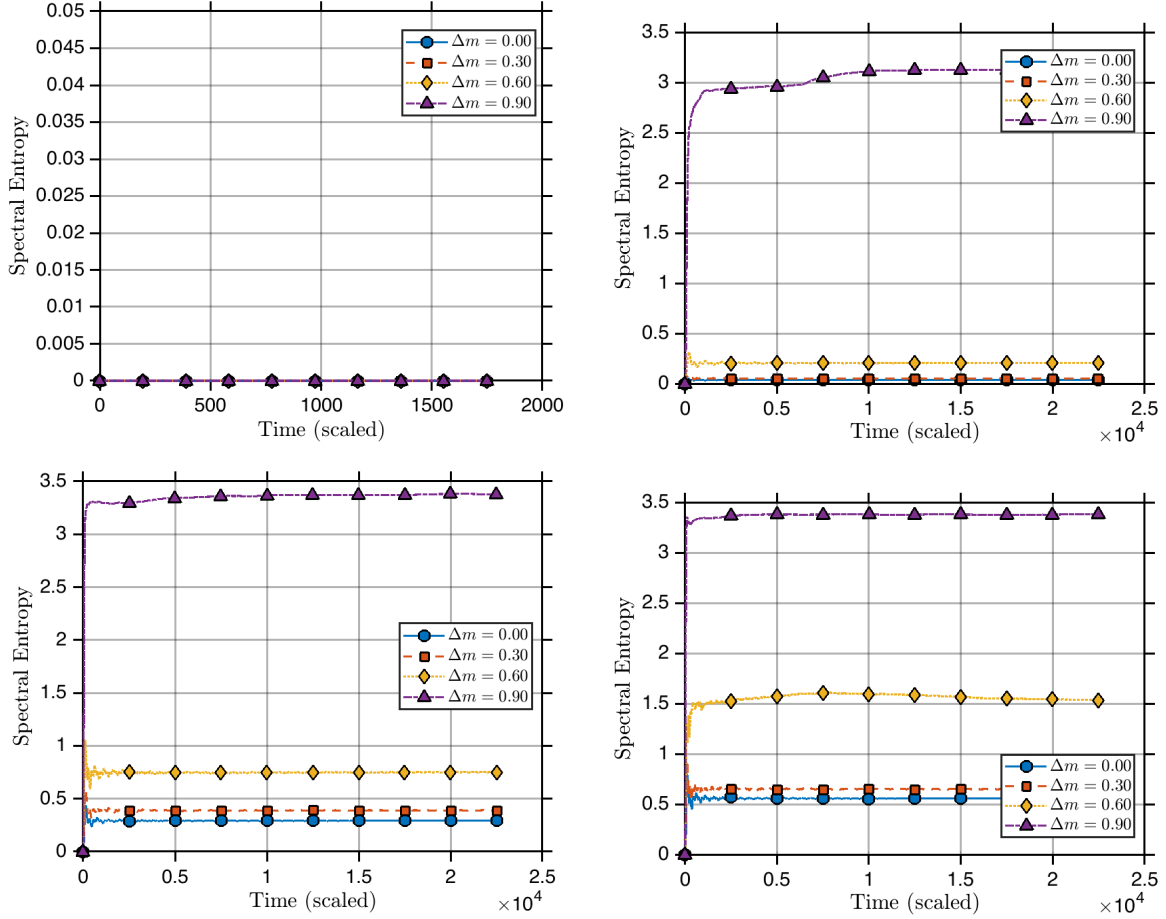 0.05
0.045
0.04
0.035
0.03
0.025
0.02
0.015
0.01
0.005
0
Spectral Entropy
Δm = 0.00
Δm = 0.30
Δm = 0.60
Δm = 0.90
0 500 1000 1500 2000
Time (scaled)
3.5
3
2.5
2
1.5
1
0.5
0
Spectral Entropy
Δm = 0.00
Δm = 0.30
Δm = 0.60
Δm = 0.90
0 0.5 1 1.5 2 2.5
Time (scaled)
×10⁴
3.5
3
3.5
2
1.5
1
0.5
0
Spectral Entropy
Δm = 0.00
Δm = 0.30
Δm = 0.60
Δm = 0.90
0 0.5 1 1.5 2 2.5
Time (scaled)
×10⁴
3.5
3
2.5
2
1.5
1
0.5
0
Spectral Entropy
Δm = 0.00
Δm = 0.30
Δm = 0.60
Δm = 0.90
0 0.5 1 1.5 2 2.5
Time (scaled)
×10⁴